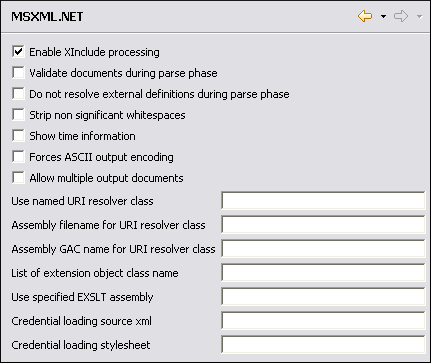 MSXML.NET
Enable XInclude processing
Validate documents during parse phase
Do not resolve external definitions during parse phase
Strip non significant whitespaces
Show time information
Forces ASCII output encoding
Allow multiple output documents
Use named URI resolver class
Assembly filename for URI resolver class
Assembly GAC name for URI resolver class
List of extension object class name
Use specified EXSLT assembly
Credential loading source xml
Credential loading stylesheet